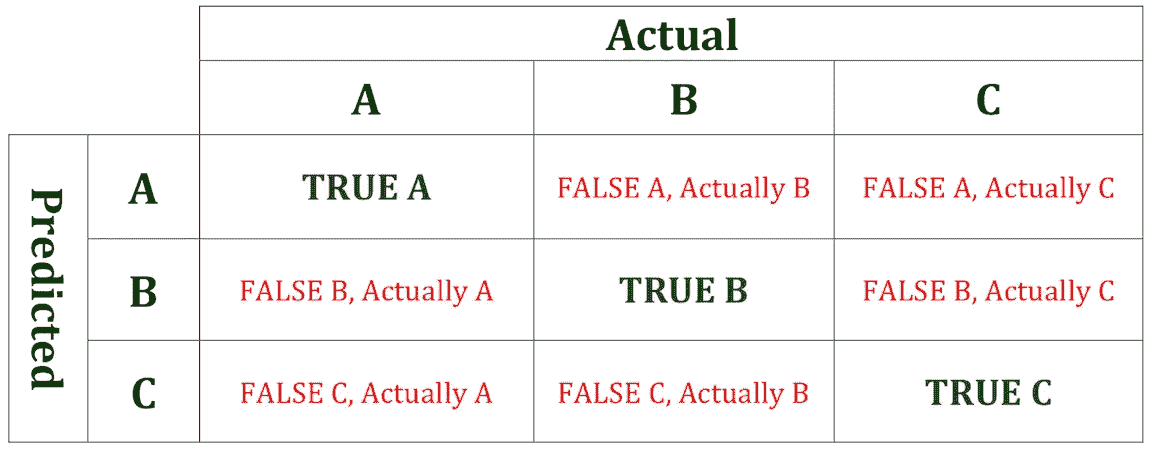 Actual
A B C
Predicted
A TRUE A FALSE A, Actually B FALSE A, Actually C
B FALSE B, Actually A TRUE B FALSE B, Actually C
C FALSE C, Actually A FALSE C, Actually B TRUE C